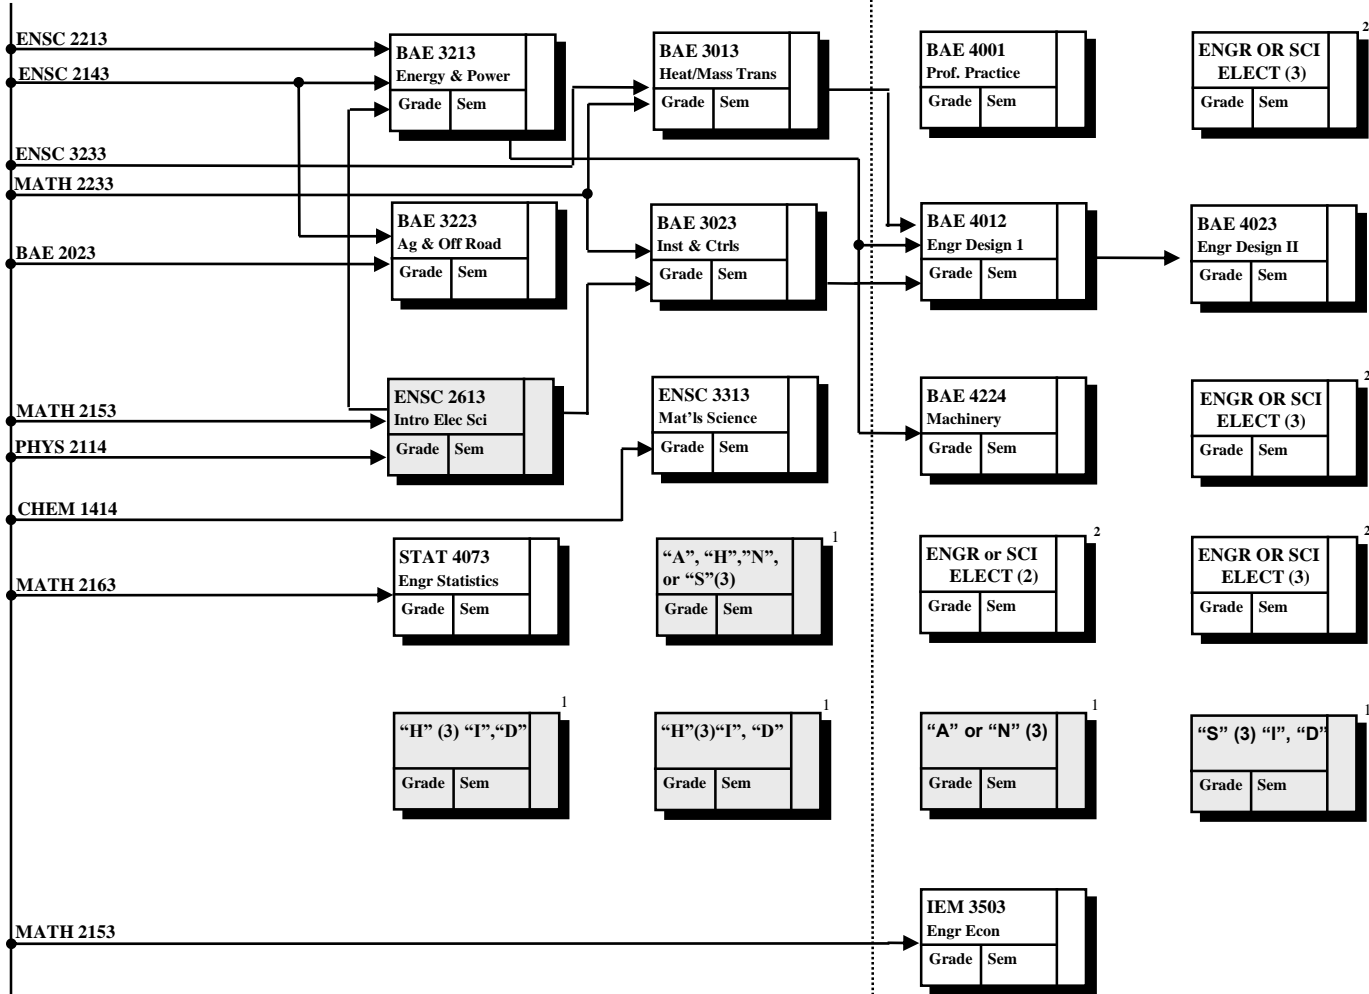 ENSC 2213
ENSC 2143
ENSC 3233
MATH 2233
BAE 2023
MATH 2153
PHYS 2114
CHEM 1414
MATH 2163
MATH 2153
BAE 3213
Energy & Power
Grade Sem
BAE 3223
Ag & Off Road
Grade Sem
ENSC 2613
Intro Elec Sci
Grade Sem
STAT 4073
Engr Statistics
Grade Sem
1
“H” (3) “I”,“D”
Grade Sem
BAE 3013
Heat/Mass Trans
Grade Sem
BAE 3023
Inst & Ctrls
Grade Sem
ENSC 3313
Mat’ls Science
Grade Sem
1
“A”, “H”,”N”,
or “S”(3)
Grade Sem
1
“H”(3)“I”, “D”
Grade Sem
BAE 4001
Prof. Practice
Grade Sem
BAE 4012
Engr Design 1
Grade Sem
BAE 4224
Machinery
Grade Sem
2
ENGR or SCI
ELECT (2)
Grade Sem
1
“A” or “N” (3)
Grade Sem
IEM 3503
Engr Econ
Grade Sem
2
ENGR OR SCI
ELECT (3)
Grade Sem
BAE 4023
Engr Design II
Grade Sem
2
ENGR OR SCI
ELECT (3)
Grade Sem
2
ENGR OR SCI
ELECT (3)
Grade Sem
1
“S” (3) “I”, “D”
Grade Sem